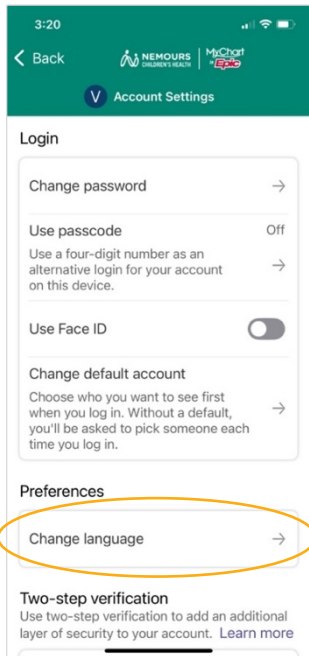 3:20
Back
NEMOURS
CHILDREN'S HEALTH
MyChart
Epic
V Account Settings
Login
Change password
Use passcode Off
Use a four-digit number as an
alternative login for your account
on this device.
Use Face ID
Change default account
Choose who you want to see first
when you log in. Without a default,
you'll be asked to pick someone each
time you log in.
Preferences
Change language
Two-step verification
Use two-step verification to add an additional
layer of security to your account. Learn more